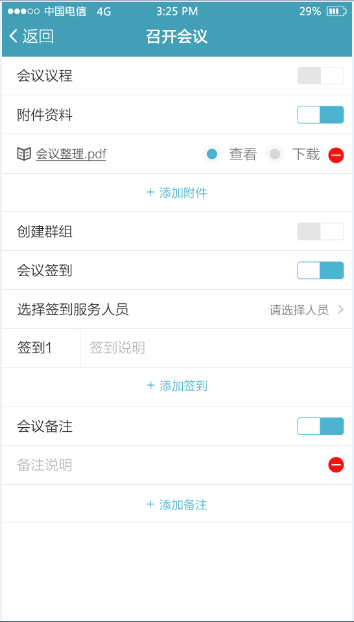 中国电信 4G 3:25 PM 29%
返回 召开会议
会议议程
附件资料
会议整理.pdf 查看 下载
+ 添加附件
创建群组
会议签到
选择签到服务人员 请选择人员
签到1 签到说明
+ 添加签到
会议备注
备注说明
+ 添加备注